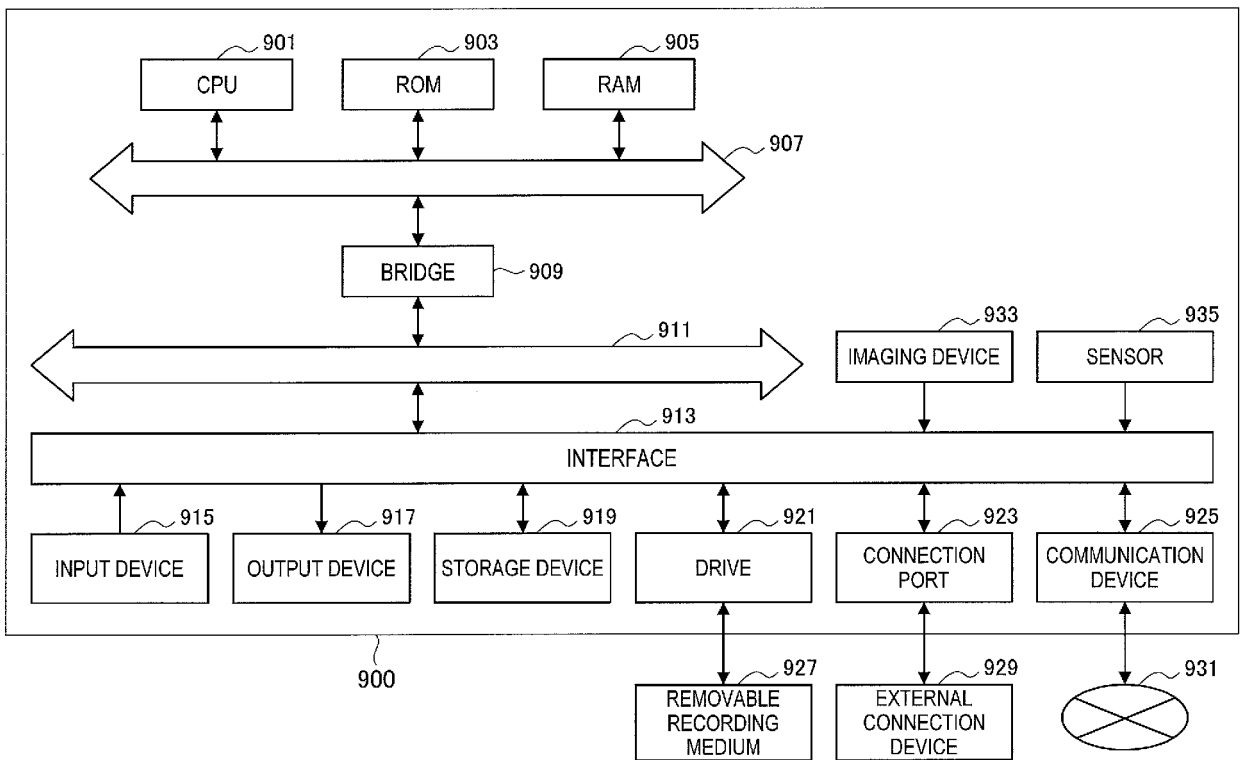 901
903
905
CPU
ROM
RAM
907
BRIDGE
909
911
933
935
IMAGING DEVICE
SENSOR
913
INTERFACE
915
917
919
921
923
925
INPUT DEVICE
OUTPUT DEVICE
STORAGE DEVICE
DRIVE
CONNECTION
PORT
COMMUNICATION
DEVICE
900
927
929
931
REMOVABLE
RECORDING
MEDIUM
EXTERNAL
CONNECTION
DEVICE